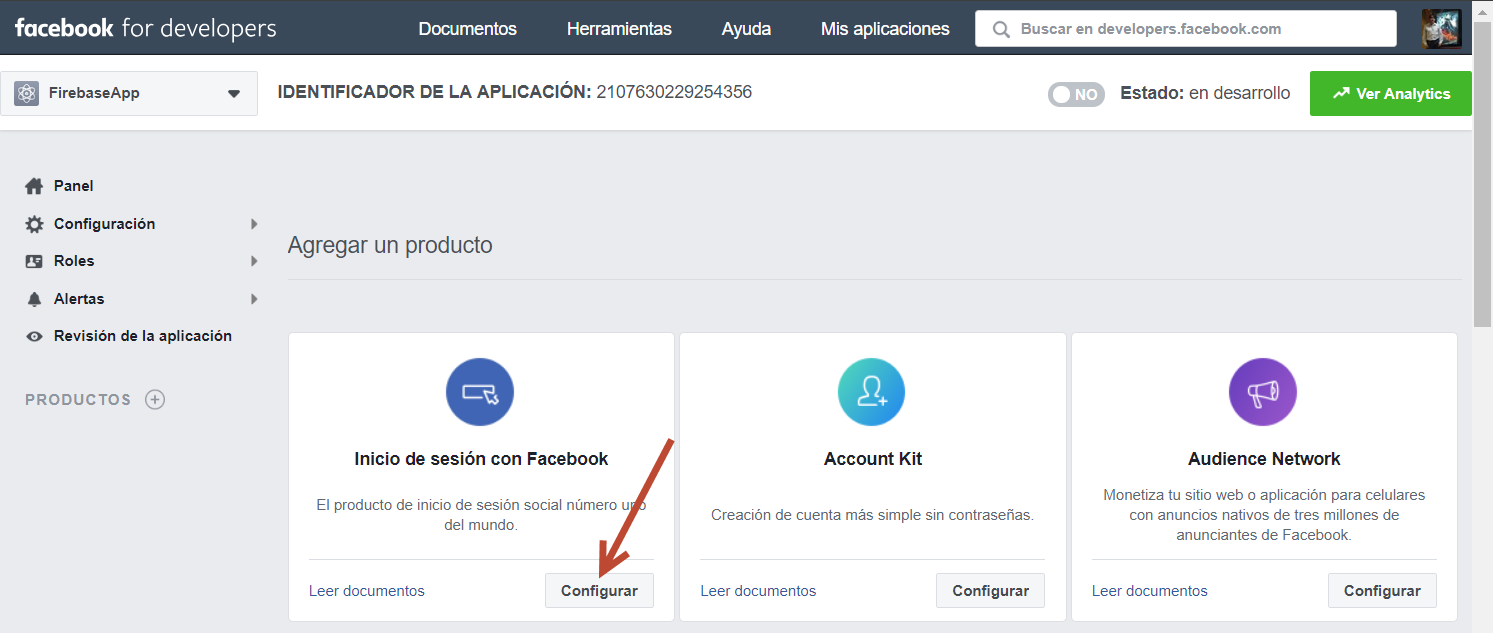 facebook for developers Documentos Herramientas Ayuda Mis aplicaciones Buscar en developers.facebook.com
FirebaseApp IDENTIFICADOR DE LA APLICACIÓN: 2107630229254356 NO Estado: en desarrollo Ver Analytics
Panel
Configuración
Roles
Alertas
Revisión de la aplicación
PRODUCTOS
Agregar un producto
Inicio de sesión con Facebook
El producto de inicio de sesión social número uno
del mundo.
Leer documentos Configurar
Account Kit
Creación de cuenta más simple sin contraseñas.
Leer documentos Configurar
Audience Network
Monetiza tu sitio web o aplicación para celulares
con anuncios nativos de tres millones de
anunciantes de Facebook.
Leer documentos Configurar